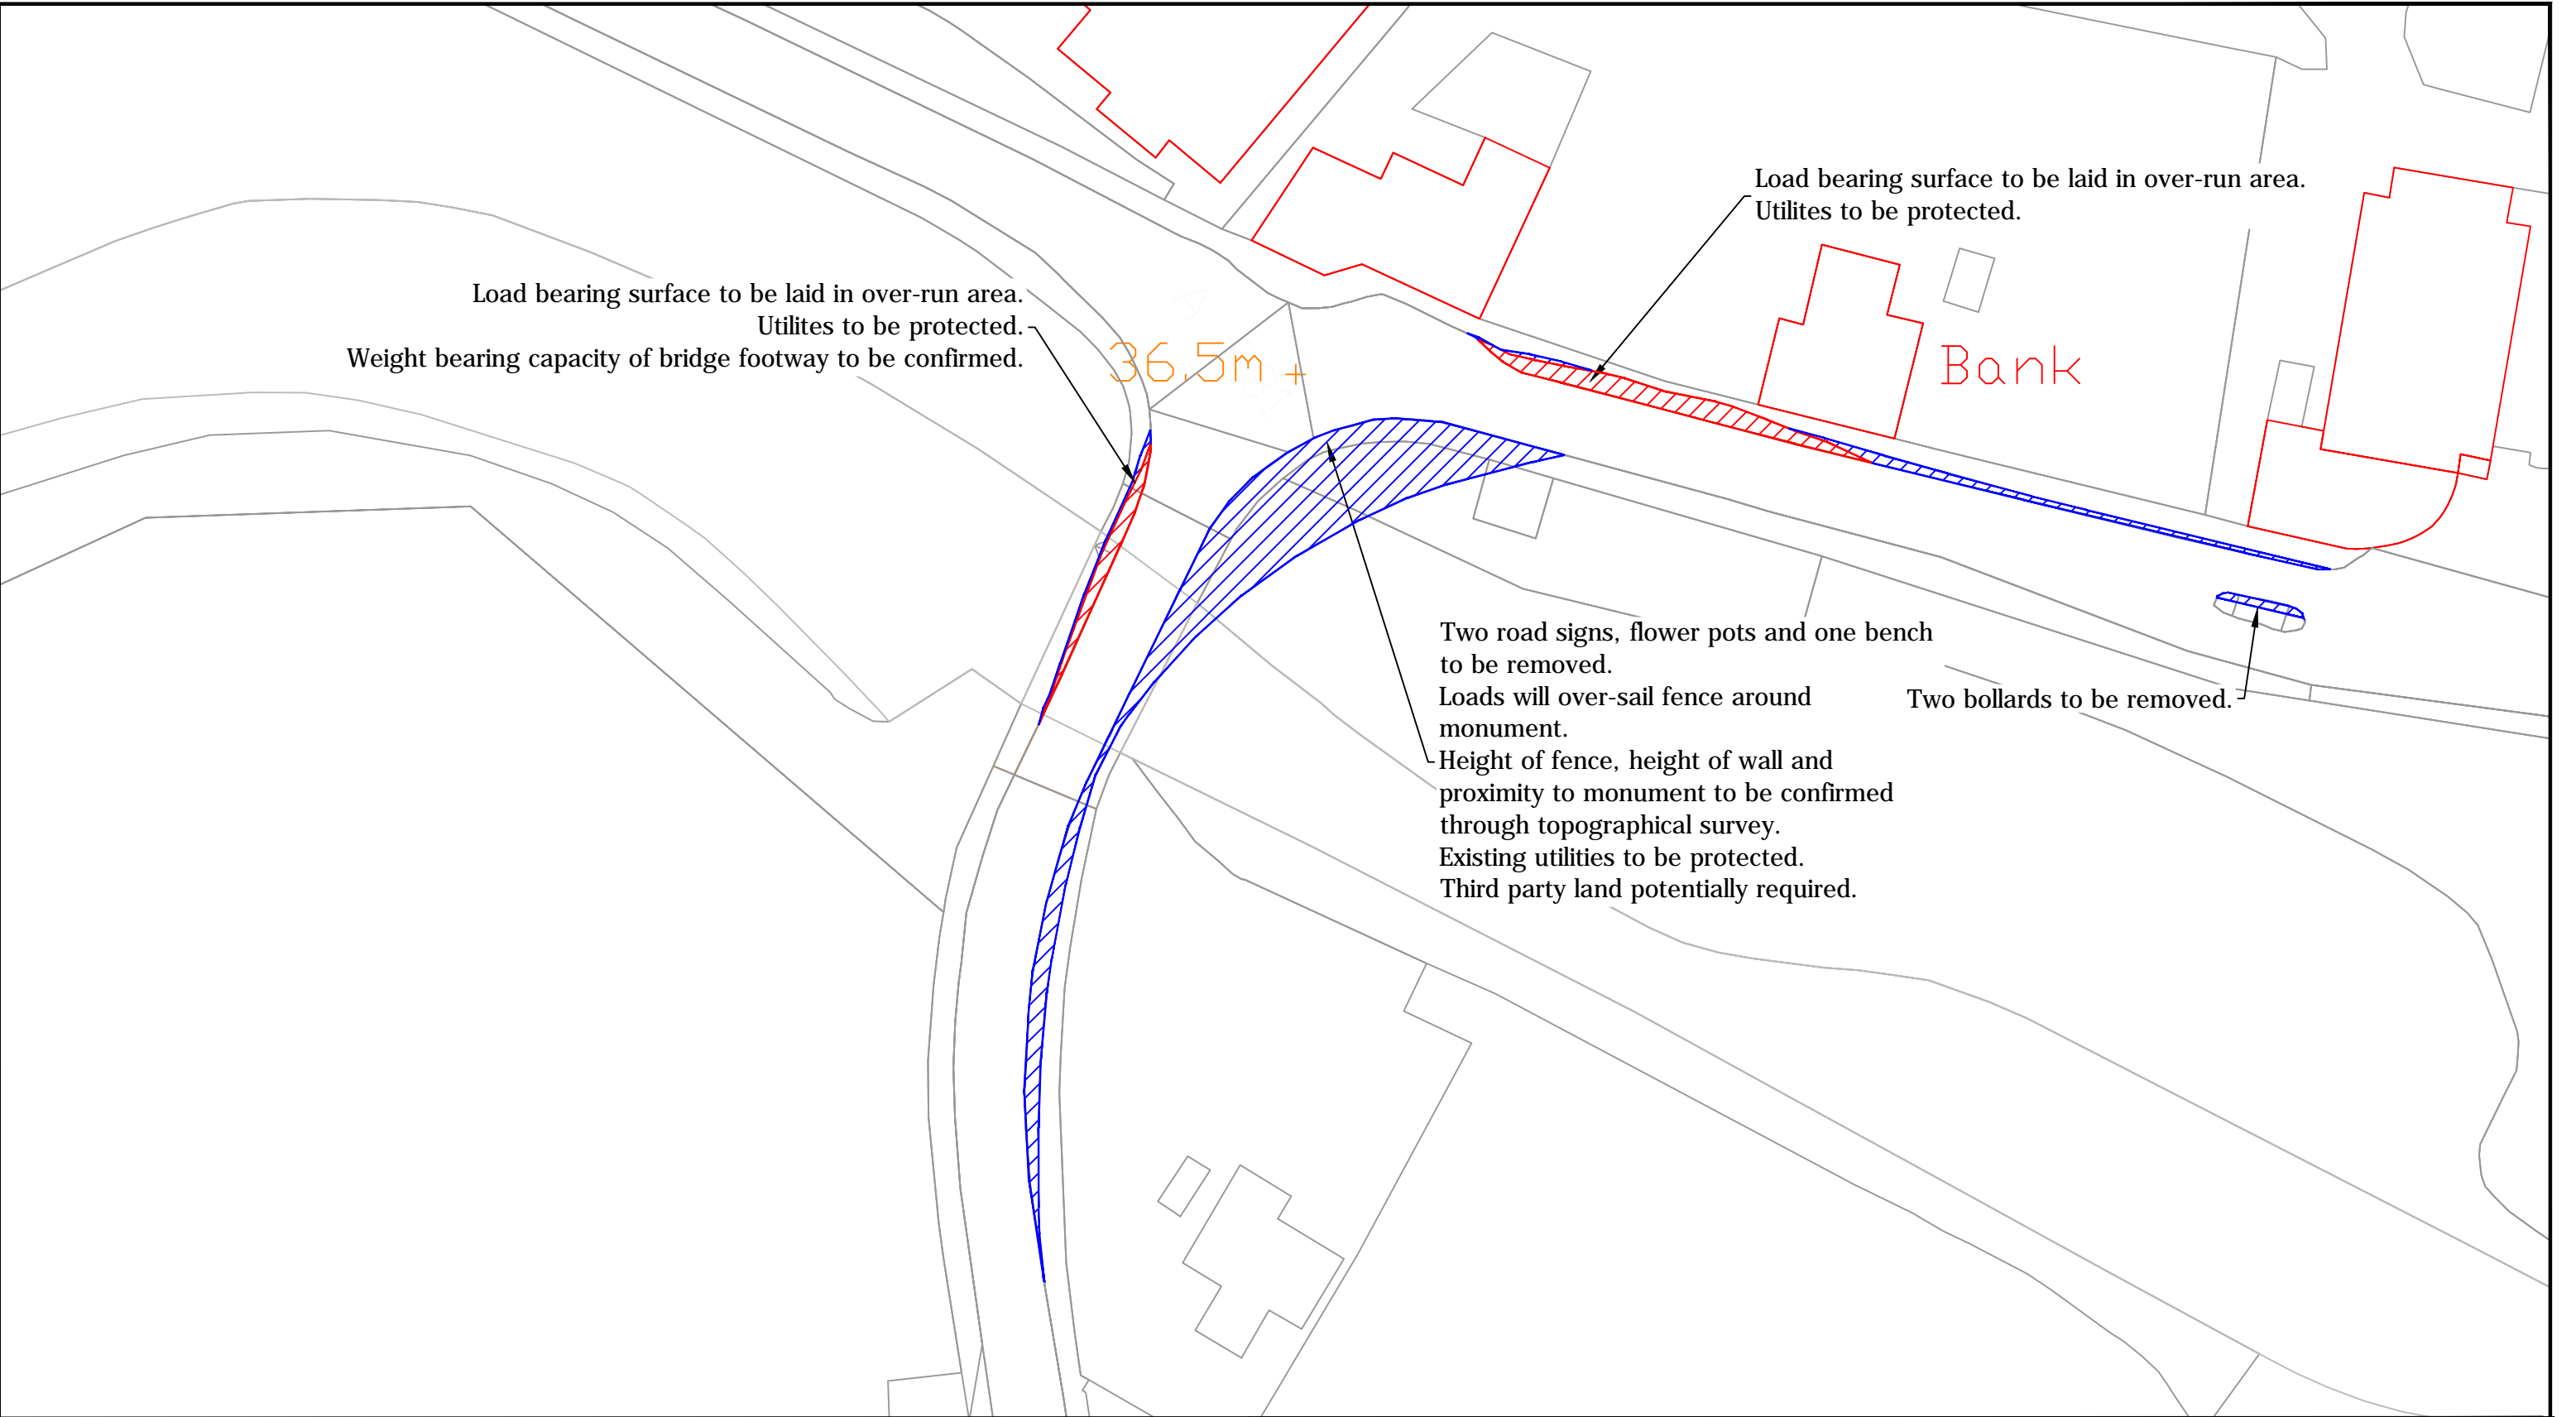 Load bearing surface to be laid in over-run area.
Utilites to be protected.
Load bearing surface to be laid in over-run area.
Utilites to be protected.
Weight bearing capacity of bridge footway to be confirmed.
36.5m +
Bank
Two road signs, flower pots and one bench
to be removed.
Loads will over-sail fence around
monument.
Height of fence, height of wall and
proximity to monument to be confirmed
through topographical survey.
Existing utilities to be protected.
Third party land potentially required.
Two bollards to be removed.